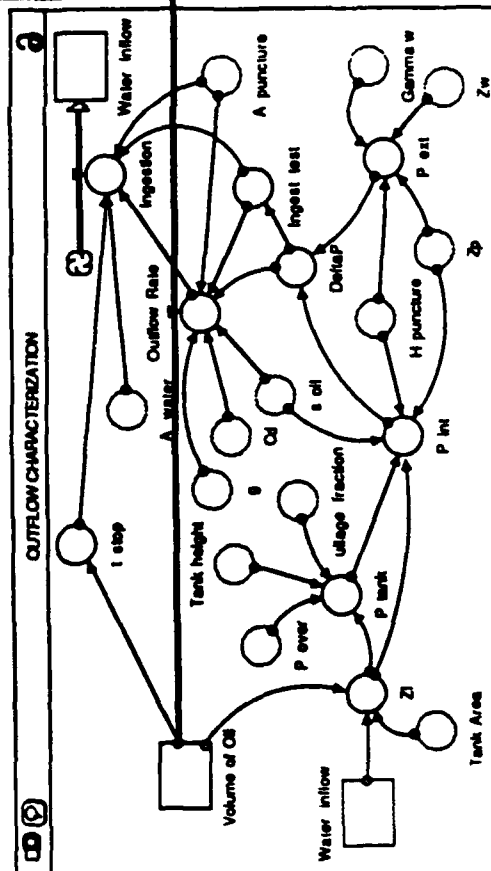 OUTFLOW CHARACTERIZATION
t stop
Water inflow
Ingestion
A water
A puncture
Outflow Rate
Volume of Oil
Tank height
g
Cd
s oil
Ingest test
P over
ullage fraction
DeltaP
Gamma w
P tank
P ext
H puncture
Zw
Zl
P int
Zp
Water inflow
Tank Area